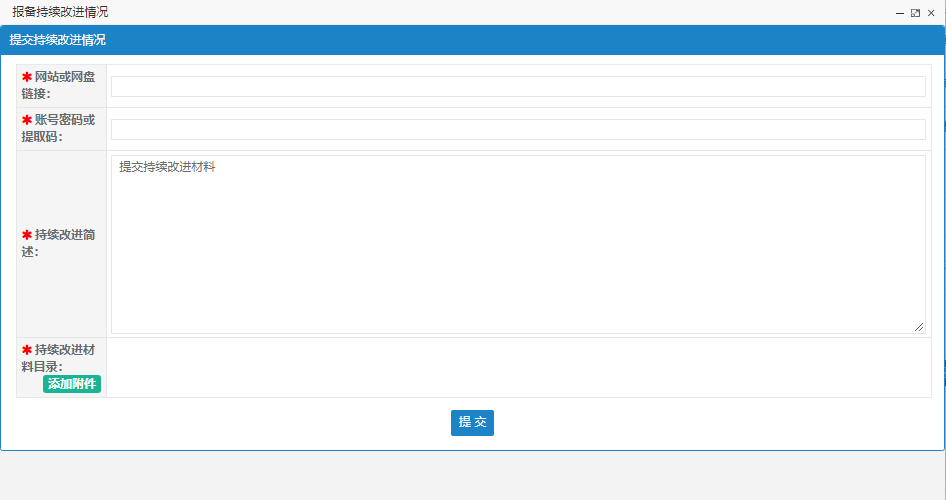 报备持续改进情况
提交持续改进情况
✱ 网站或网盘
链接：
✱ 账号密码或
提取码：
提交持续改进材料
✱ 持续改进简
述：
✱ 持续改进材
料目录：
添加附件
提 交